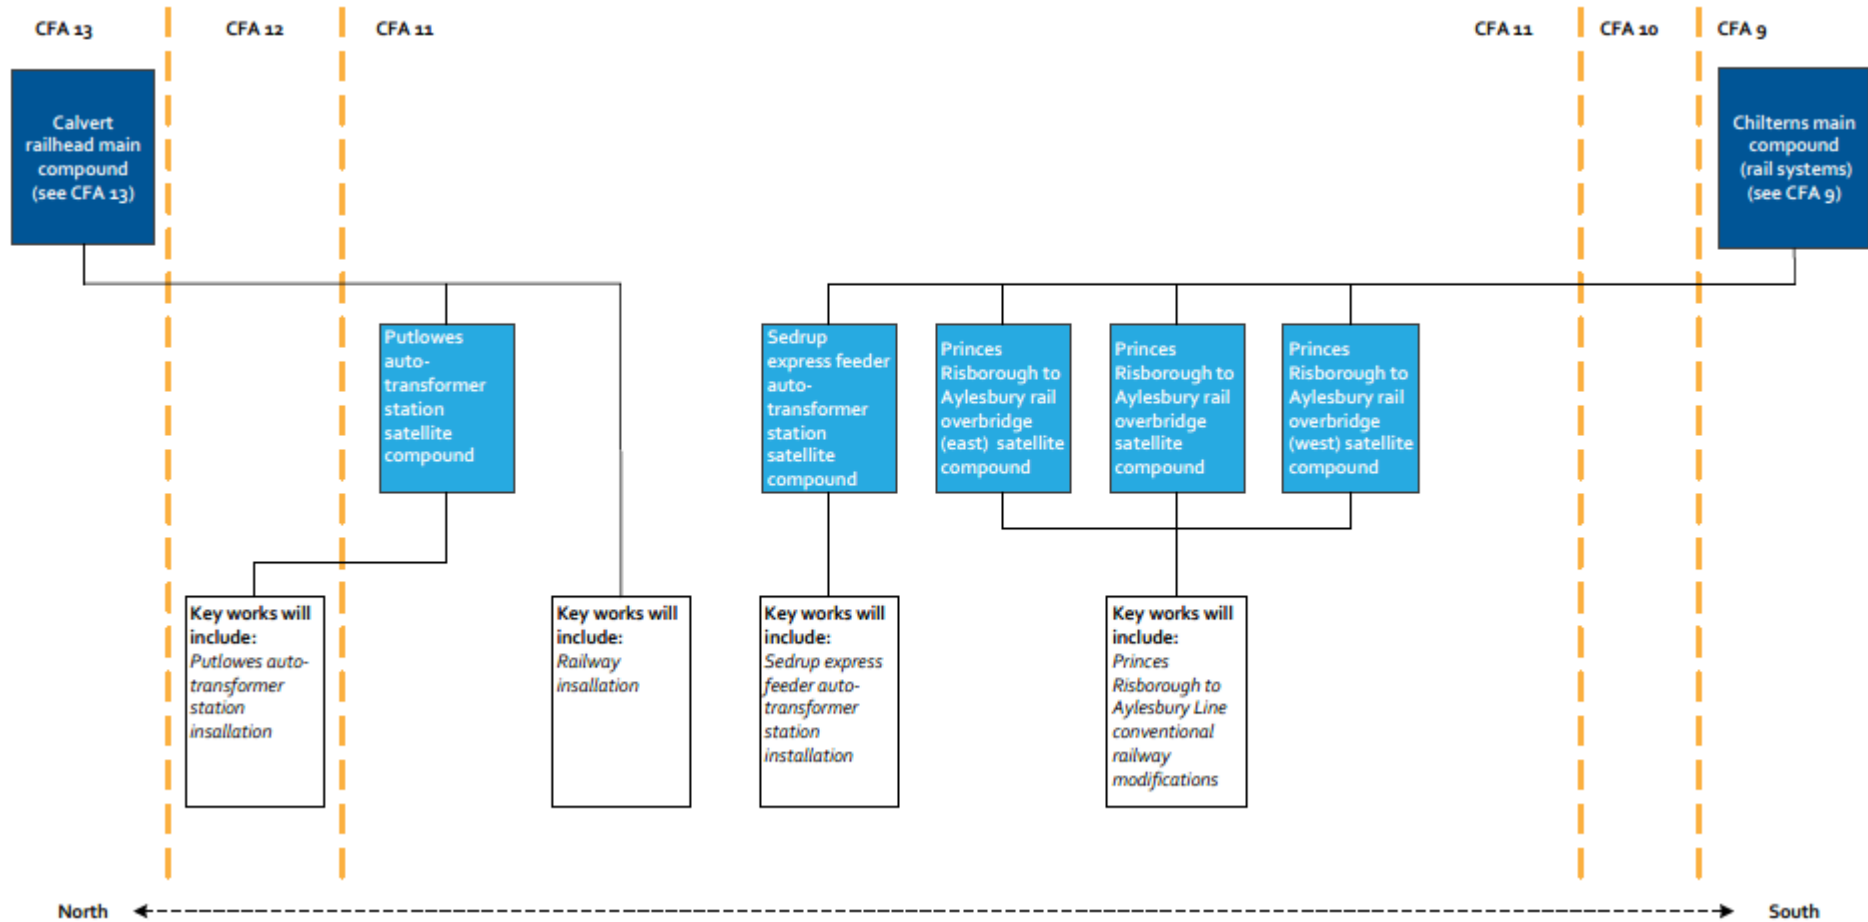 CFA 13
CFA 12
CFA 11
CFA 11
CFA 10
CFA 9
Calvert
railhead main
compound
(see CFA 13)
Chilterns main
compound
(rail systems)
(see CFA 9)
Putlowes
auto-
transformer
station
satellite
compound
Sedrup
express feeder
auto-
transformer
station
satellite
compound
Princes
Risborough to
Aylesbury rail
overbridge
(east) satellite
compound
Princes
Risborough to
Aylesbury rail
overbridge
satellite
compound
Princes
Risborough to
Aylesbury rail
overbridge
(west) satellite
compound
Key works will
include:
Putlowes auto-
transformer
station
insallation
Key works will
include:
Railway
insallation
Key works will
include:
Sedrup express
feeder auto-
transformer
station
installation
Key works will
include:
Princes
Risborough to
Aylesbury Line
conventional
railway
modifications
North
South